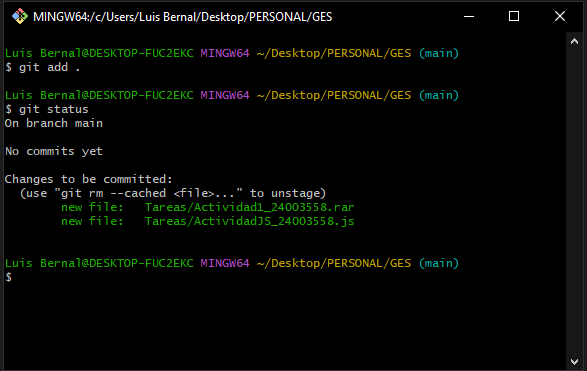 MINGW64:/c/Users/Luis Bernal/Desktop/PERSONAL/GES
Luis Bernal@DESKTOP-FUC2EKC MINGW64 ~/Desktop/PERSONAL/GES (main)
$ git add .
Luis Bernal@DESKTOP-FUC2EKC MINGW64 ~/Desktop/PERSONAL/GES (main)
$ git status
On branch main
No commits yet
Changes to be committed:
  (use "git rm --cached <file>..." to unstage)
        new file:   Tareas/Actividad1_24003558.rar
        new file:   Tareas/ActividadJS_24003558.js
Luis Bernal@DESKTOP-FUC2EKC MINGW64 ~/Desktop/PERSONAL/GES (main)
$